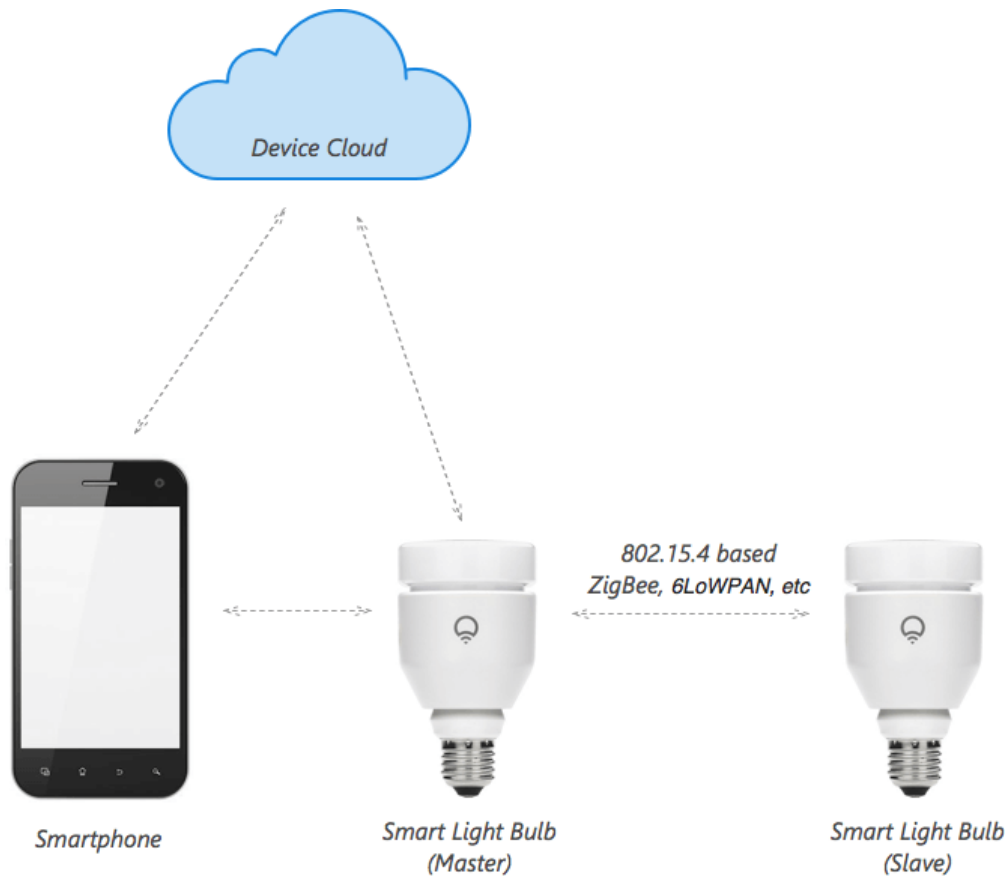 Device Cloud
802.15.4 based
ZigBee, 6LoWPAN, etc
Smartphone
Smart Light Bulb
(Master)
Smart Light Bulb
(Slave)